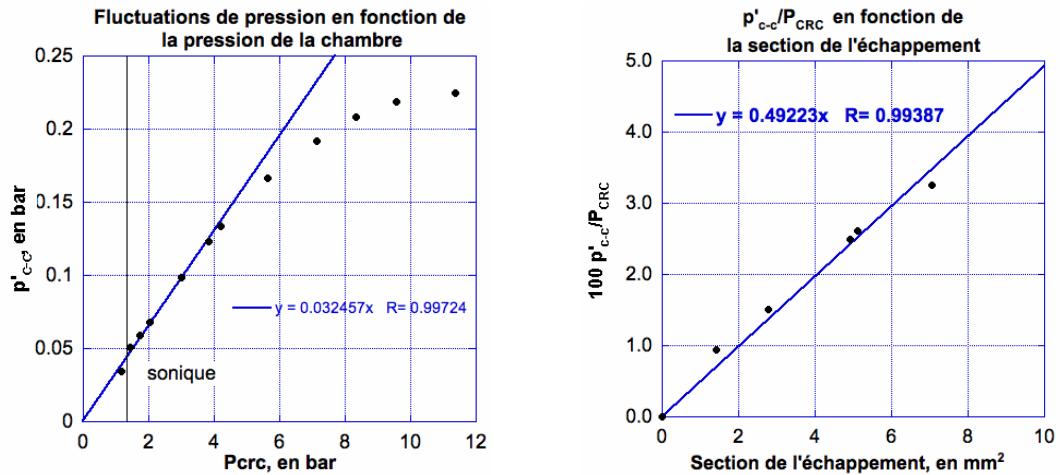 Fluctuations de pression en fonction de
la pression de la chambre
0.25
0.2
0.15
0.1
0.05
0
p'c-c, en bar
y = 0.032457x R= 0.99724
sonique
0 2 4 6 8 10 12
Pcrc, en bar
p'c-c/PCRC en fonction de
la section de l'échappement
5.0
4.0
3.0
2.0
1.0
0.0
100 p'c-c/PCRC
y = 0.49223x R= 0.99387
0 2 4 6 8 10
Section de l'échappement, en mm²